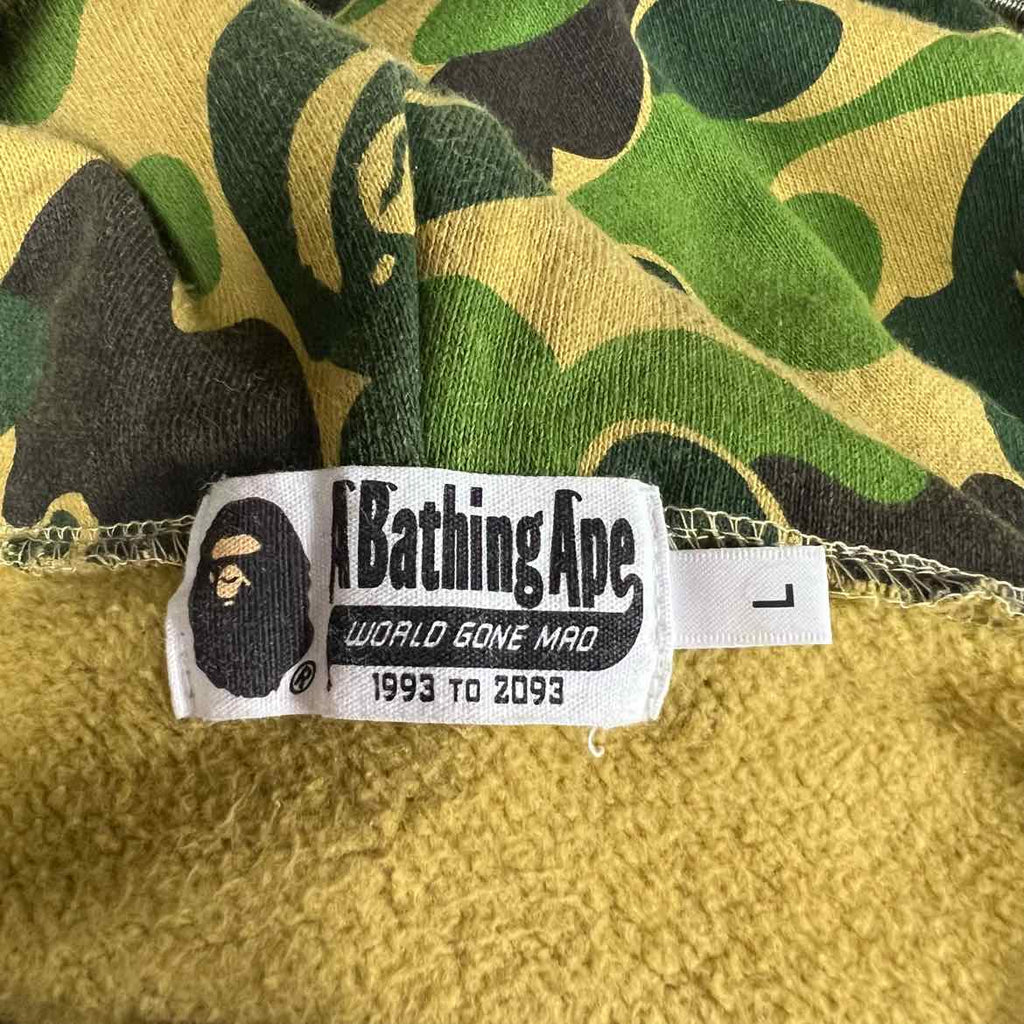 A Bathing Ape
WORLD GONE MAD
®
1993 TO 2093
L